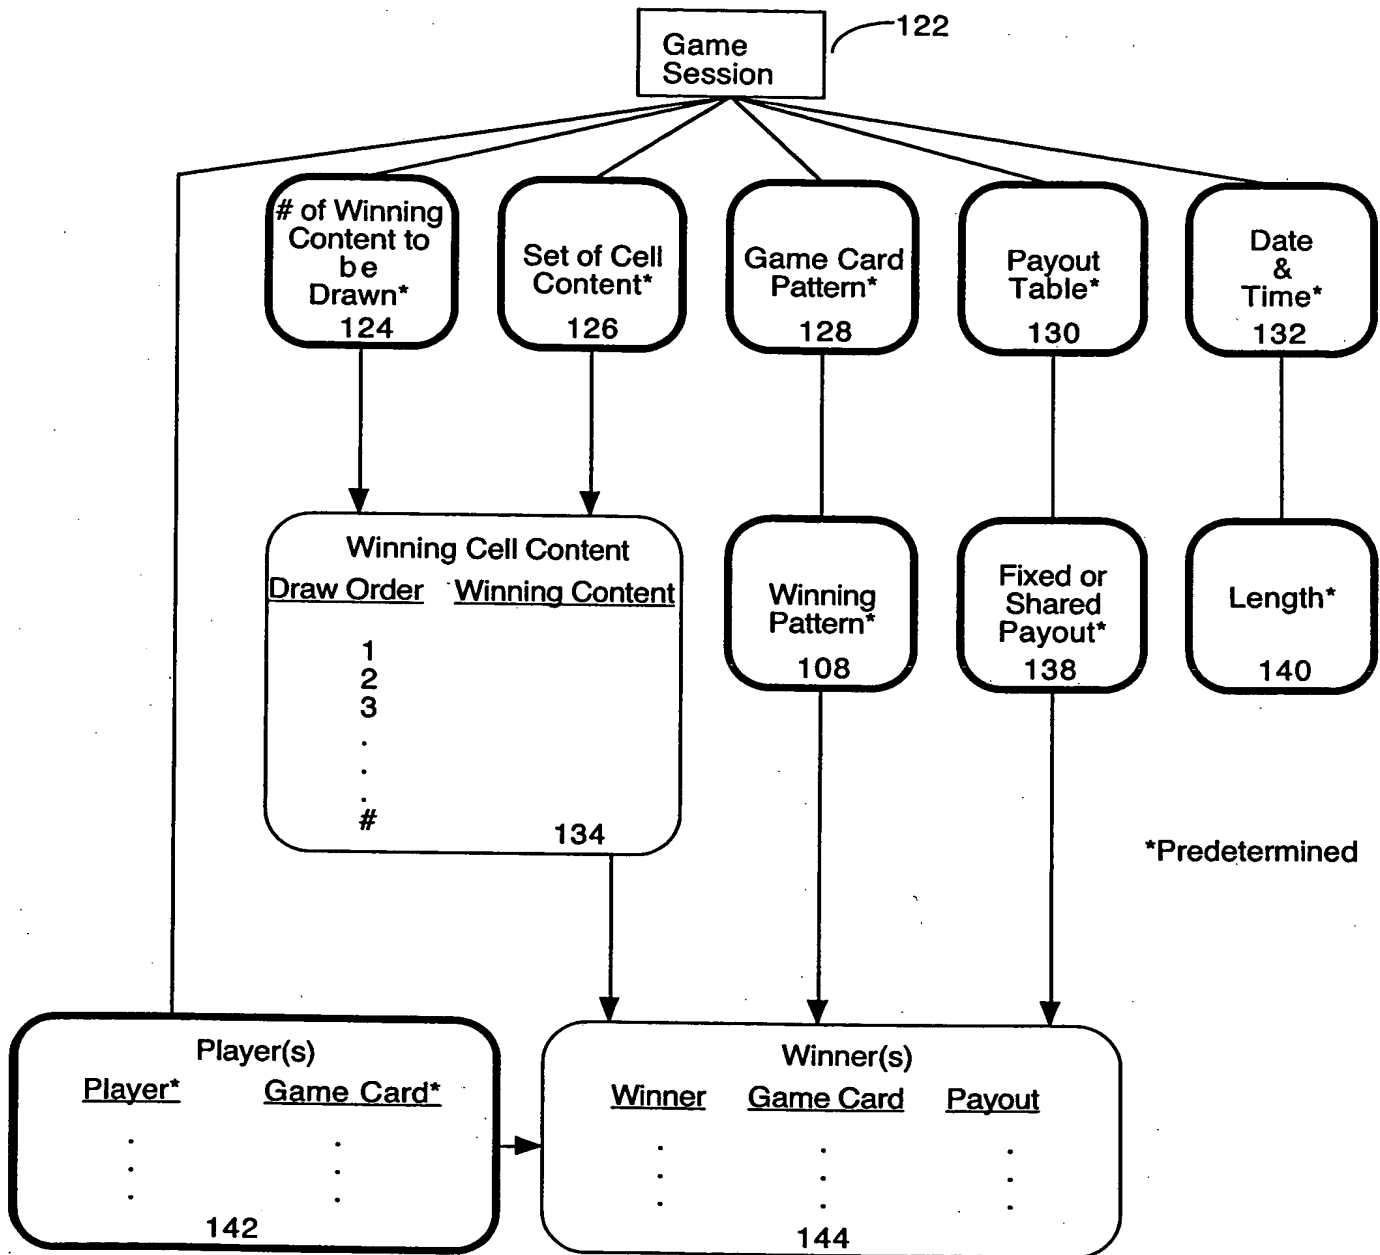 Game
Session
122
# of Winning
Content to
be
Drawn*
124
Set of Cell
Content*
126
Game Card
Pattern*
128
Payout
Table*
130
Date
&
Time*
132
Winning Cell Content
Draw Order Winning Content
1
2
3
.
.
.
#
134
Winning
Pattern*
108
Fixed or
Shared
Payout*
138
Length*
140
*Predetermined
Player(s)
Player* Game Card*
. .
. .
. .
142
Winner(s)
Winner Game Card Payout
. . .
. . .
. . .
144